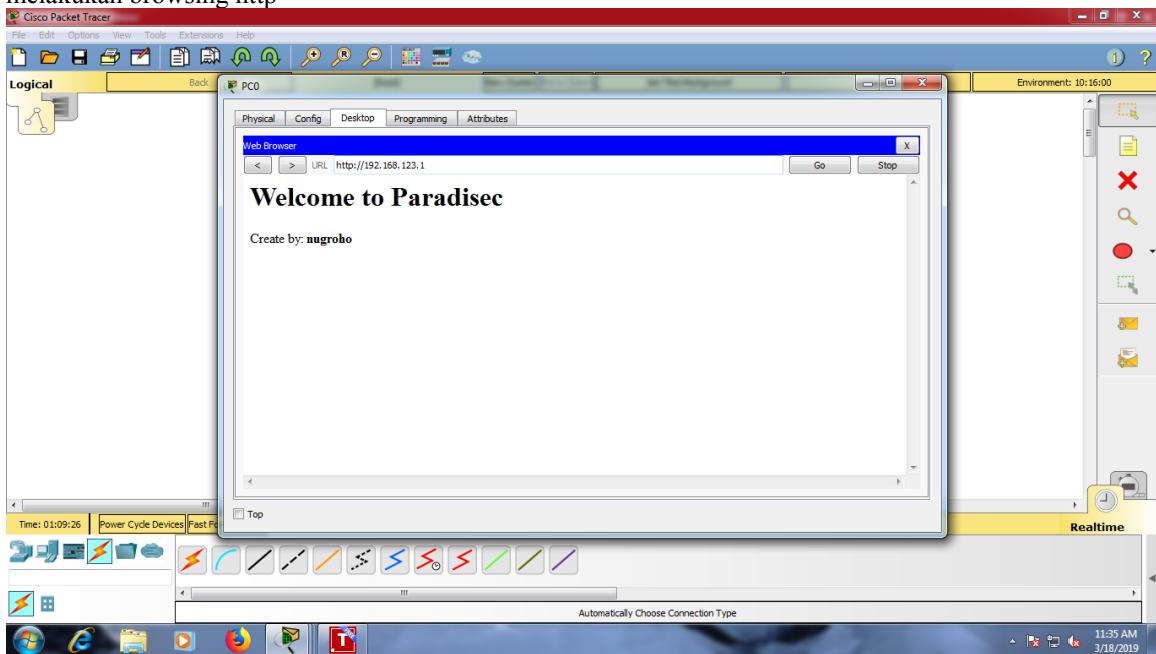 melakukan browsing http
Cisco Packet Tracer
File Edit Options View Tools Extensions Help
Logical
Back
Environment: 10:16:00
PC0
Physical Config Desktop Programming Attributes
Web Browser
X
< > URL http://192.168.123.1 Go Stop
Welcome to Paradisec
Create by: nugroho
Top
Time: 01:09:26 Power Cycle Devices Fast Fo
Realtime
Automatically Choose Connection Type
11:35 AM
3/18/2019